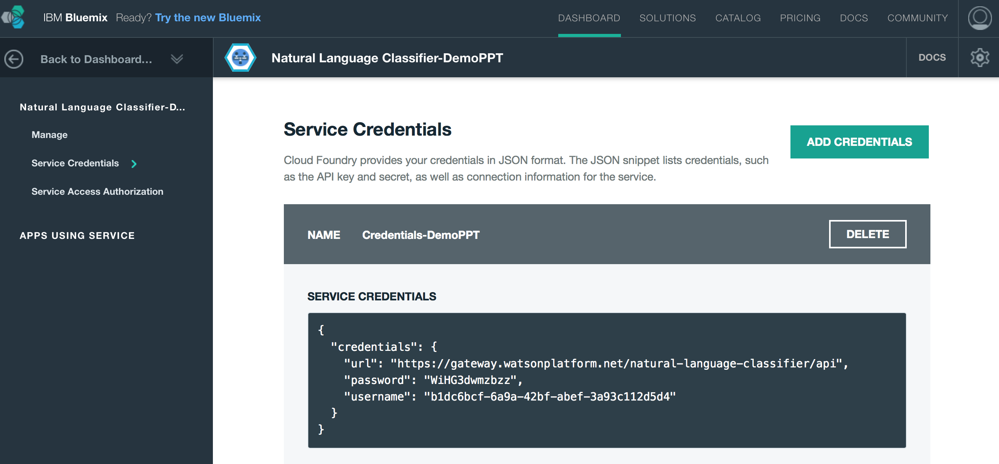 IBM Bluemix Ready? Try the new Bluemix
DASHBOARD SOLUTIONS CATALOG PRICING DOCS COMMUNITY
Back to Dashboard...
Natural Language Classifier-DemoPPT
DOCS
Natural Language Classifier-D...
Manage
Service Credentials
Service Access Authorization
APPS USING SERVICE
Service Credentials
ADD CREDENTIALS
Cloud Foundry provides your credentials in JSON format. The JSON snippet lists credentials, such
as the API key and secret, as well as connection information for the service.
NAME Credentials-DemoPPT
DELETE
SERVICE CREDENTIALS
{
"credentials": {
"url": "https://gateway.watsonplatform.net/natural-language-classifier/api",
"password": "WiHG3dwmzbzz",
"username": "b1dc6bcf-6a9a-42bf-abef-3a93c112d5d4"
}
}